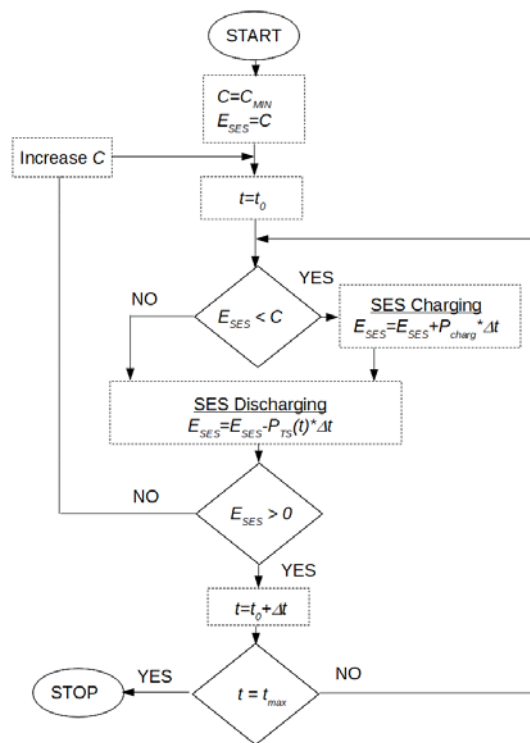 START
C=C_MIN
E_SES=C
Increase C
t=t_0
NO
YES
E_SES < C
SES Charging
E_SES=E_SES+P_charg*Δt
SES Discharging
E_SES=E_SES-P_TS(t)*Δt
NO
E_SES > 0
YES
t=t_0+Δt
YES
NO
STOP
t = t_max